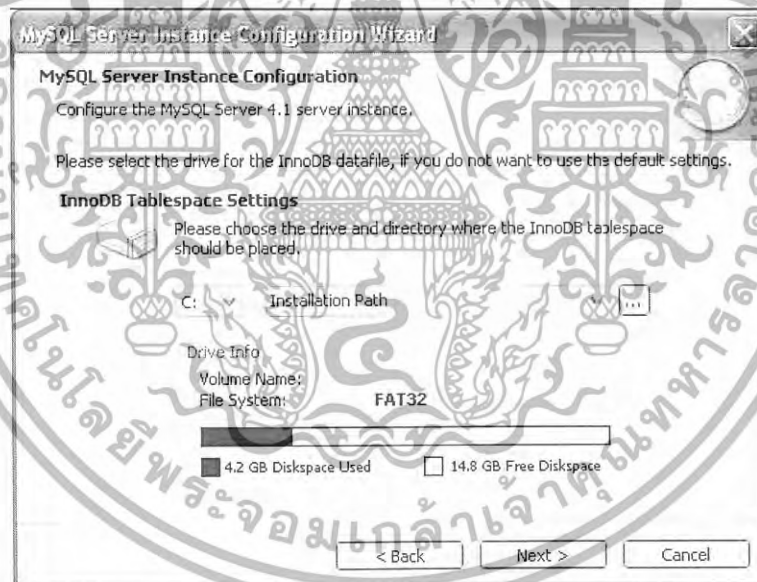 MySQL Server Instance Configuration Wizard
MySQL Server Instance Configuration
Configure the MySQL Server 4.1 server instance.
Please select the drive for the InnoDB datafile, if you do not want to use the default settings.
InnoDB Tablespace Settings
Please choose the drive and directory where the InnoDB tablespace
should be placed.
C: Installation Path ...
Drive Info
Volume Name:
File System: FAT32
4.2 GB Diskspace Used 14.8 GB Free Diskspace
< Back Next > Cancel